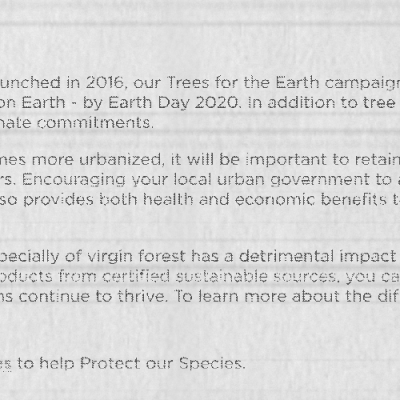 unched in 2016, our Trees for the Earth campaign
on Earth - by Earth Day 2020. In addition to tree
nate commitments.
mes more urbanized, it will be important to retain
rs. Encouraging your local urban government to a
so provides both health and economic benefits t
pecially of virgin forest has a detrimental impact
oducts from certified sustainable sources, you ca
ns continue to thrive. To learn more about the dif
es to help Protect our Species.